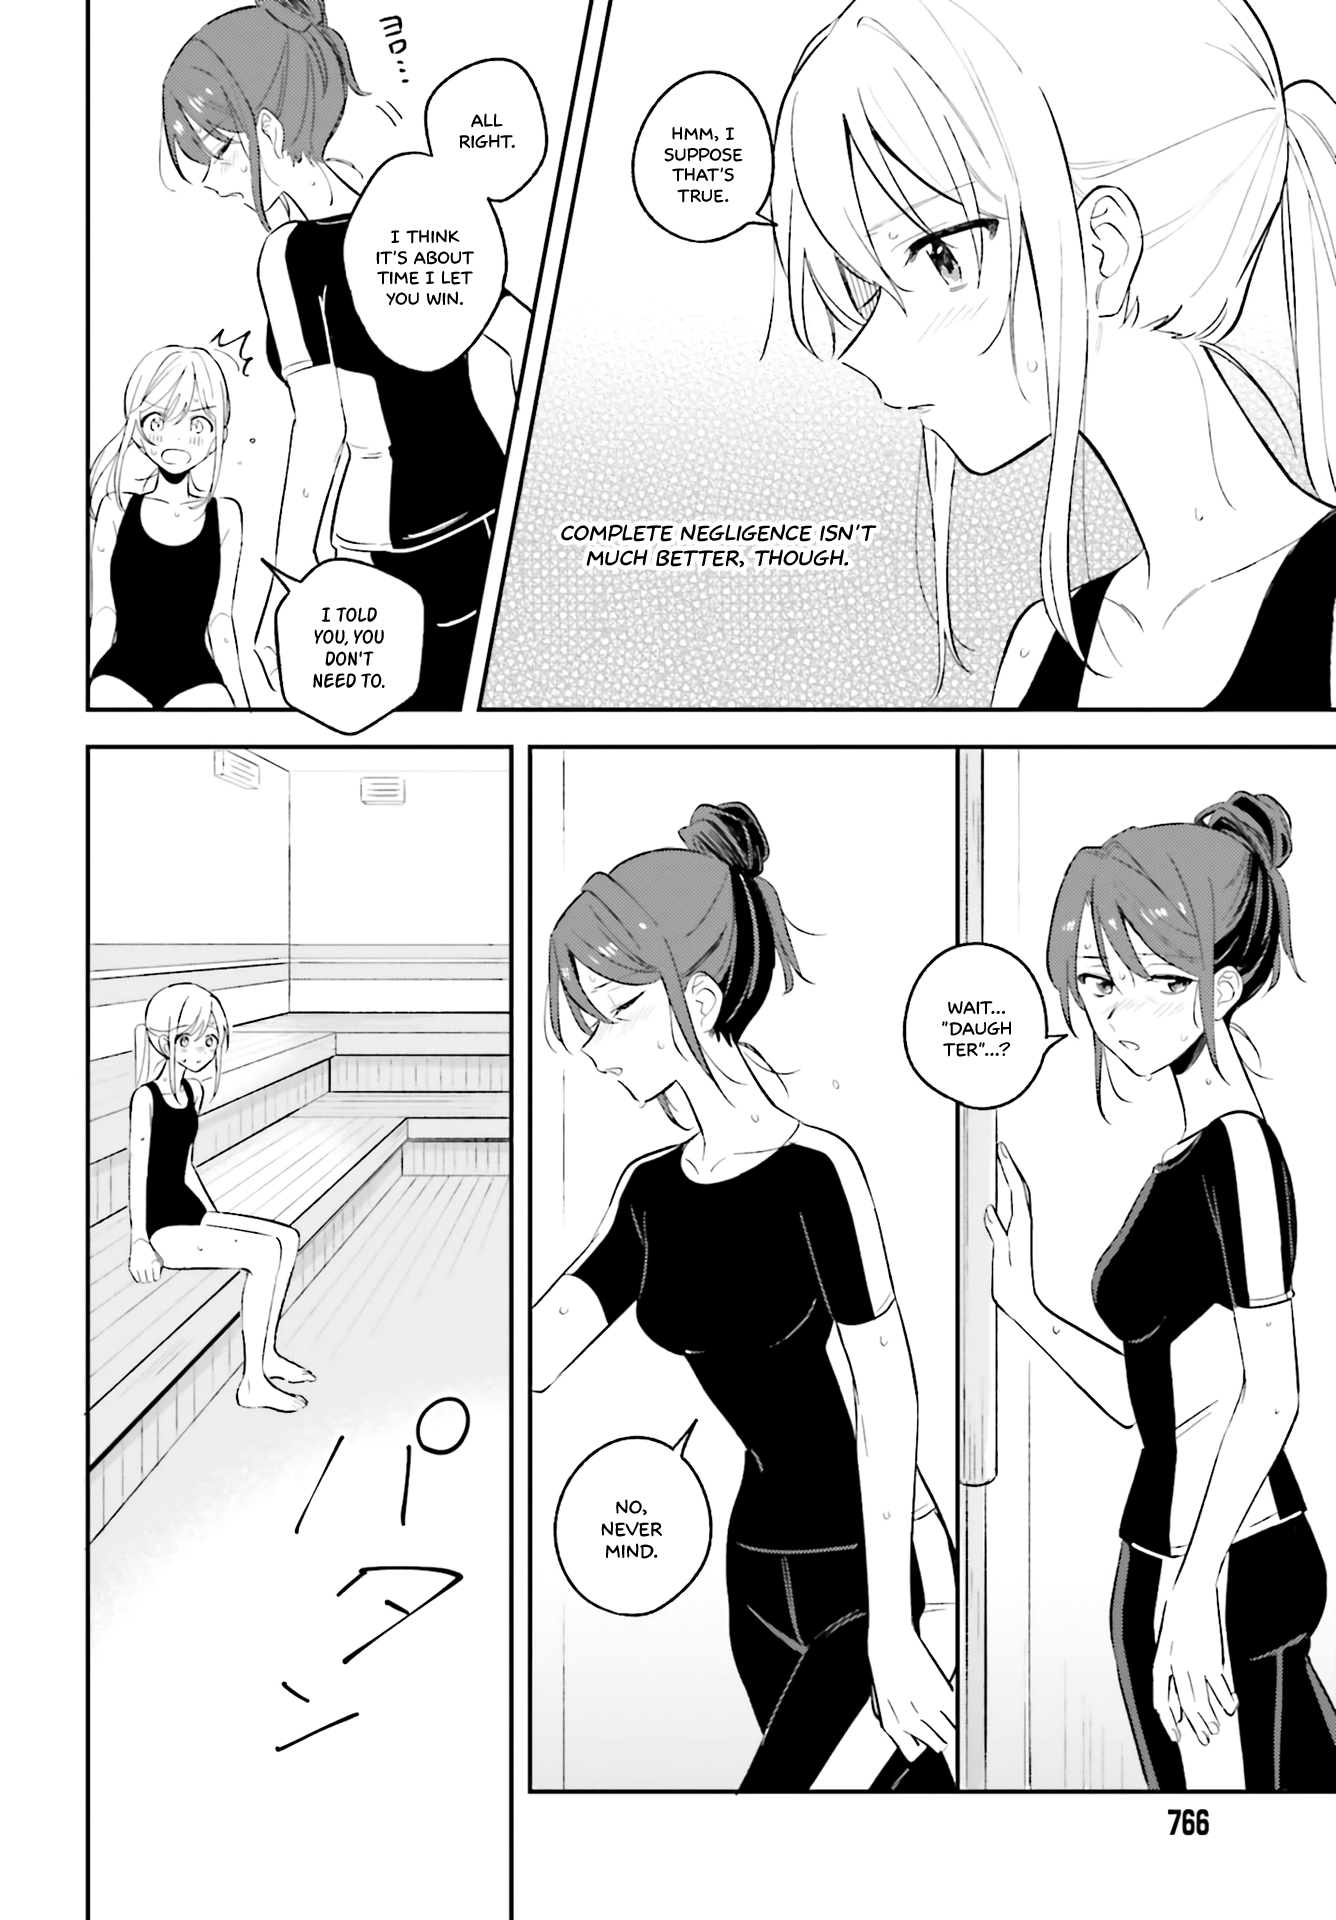 HMM, I
SUPPOSE
THAT'S
TRUE.
COMPLETE NEGLIGENCE ISN'T
MUCH BETTER, THOUGH.
ALL
RIGHT.
I THINK
IT'S ABOUT
TIME I LET
YOU WIN.
ヨロ...
I TOLD
YOU, YOU
DON'T
NEED TO.
WAIT...
"DAUGH
TER"...?
NO,
NEVER
MIND.
パタン
766